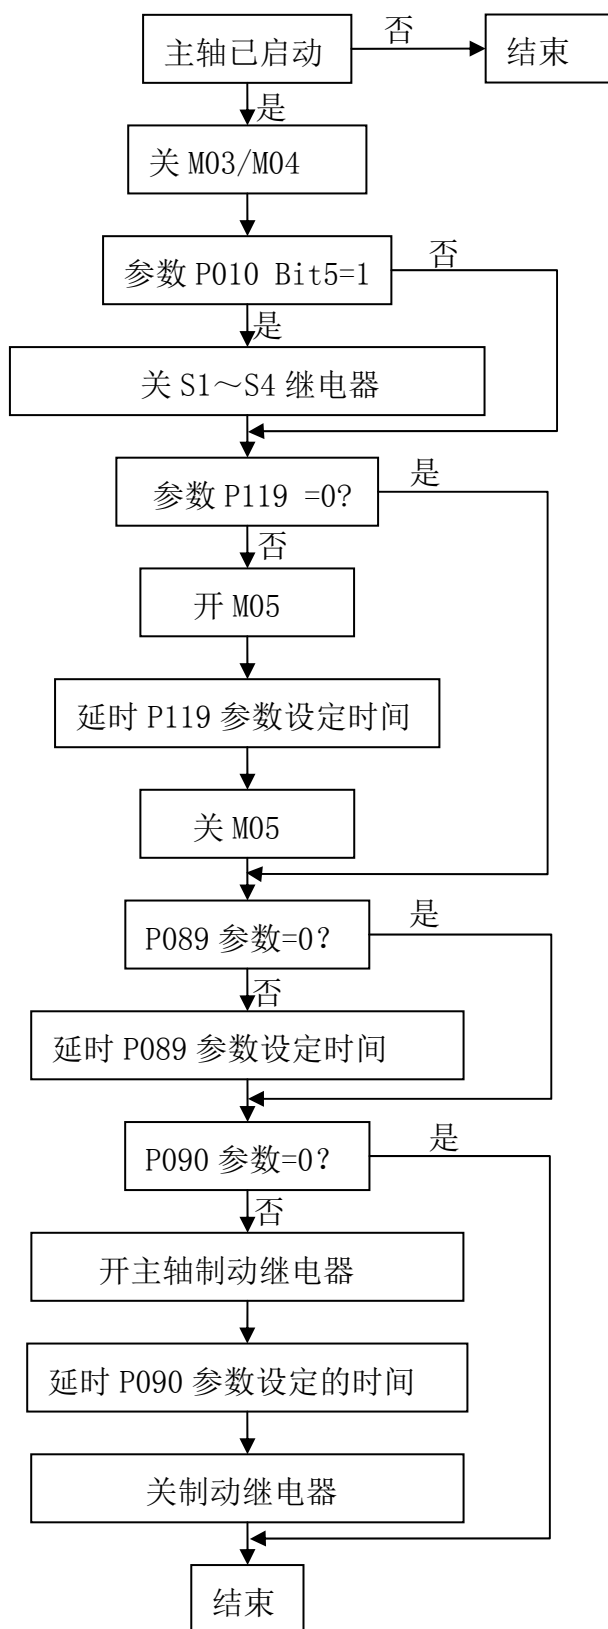 主轴已启动
否
结束
是
关 M03/M04
参数 P010 Bit5=1
否
是
关 S1～S4 继电器
参数 P119 =0?
是
否
开 M05
延时 P119 参数设定时间
关 M05
P089 参数=0？
是
否
延时 P089 参数设定时间
P090 参数=0？
是
否
开主轴制动继电器
延时 P090 参数设定的时间
关制动继电器
结束